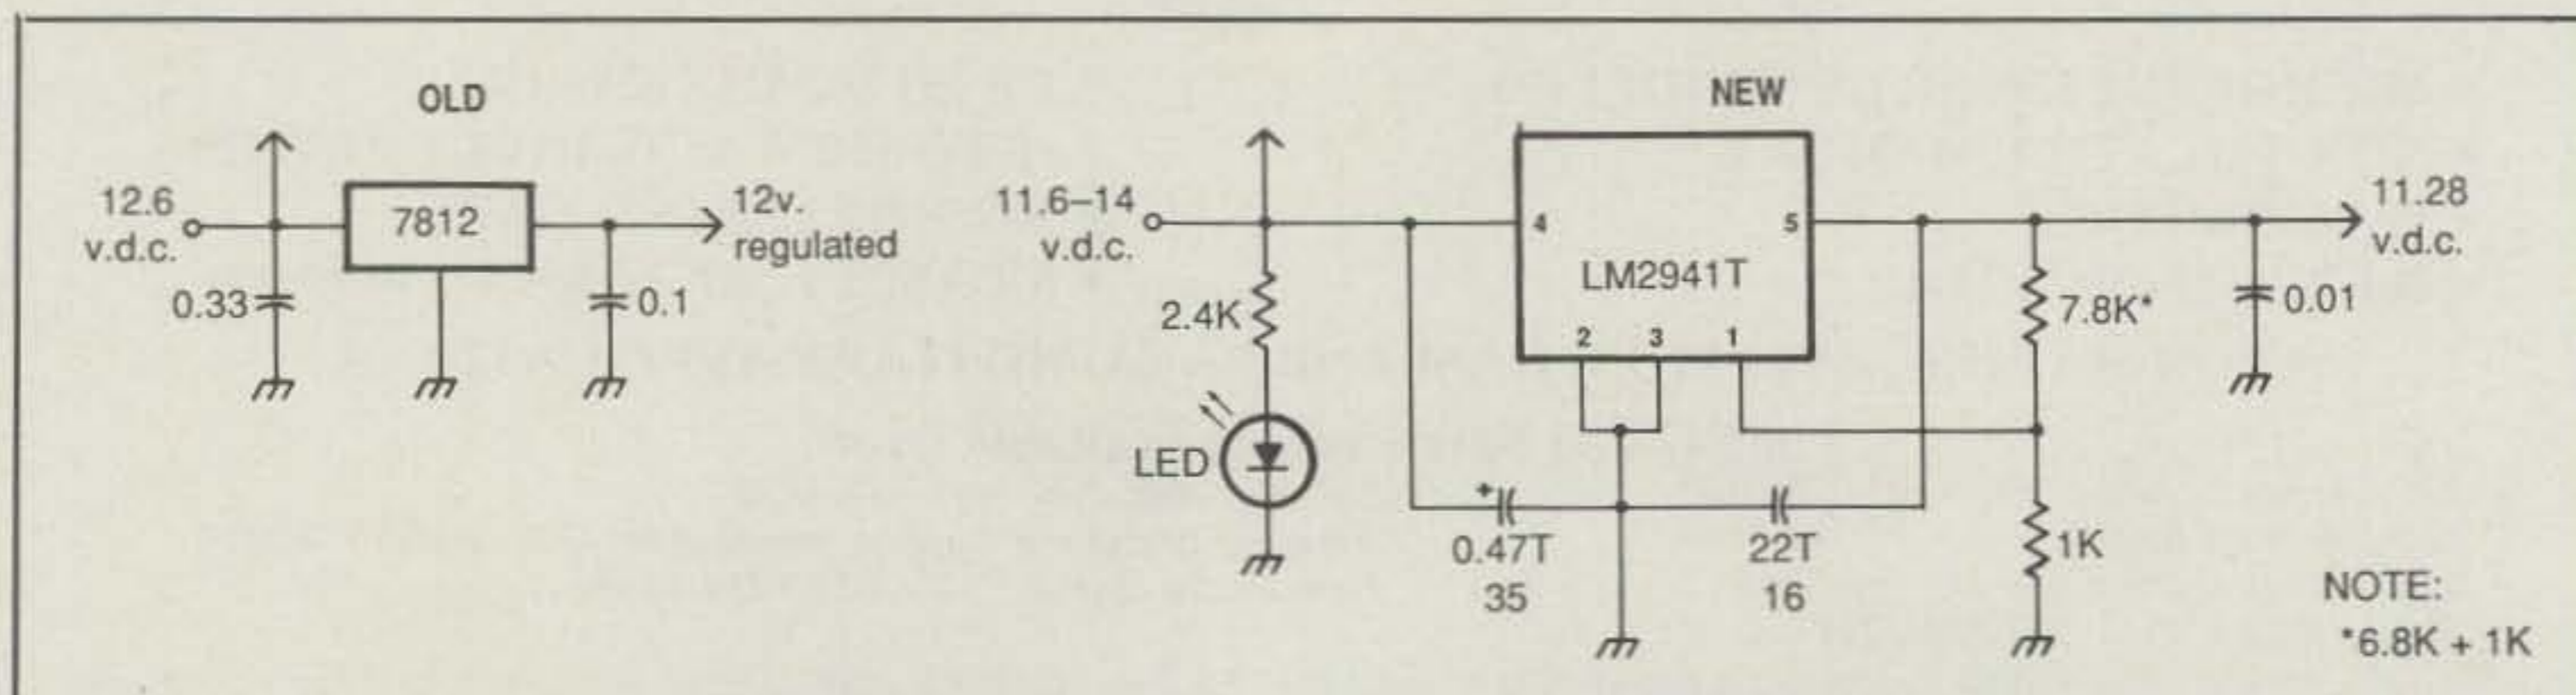 OLD
12.6
v.d.c.
7812
12v.
regulated
0.33
0.1
NEW
11.6–14
v.d.c.
4
5
LM2941T
2
3
1
11.28
v.d.c.
2.4K
7.8K*
0.01
LED
+
0.47T
35
22T
16
1K
NOTE:
*6.8K + 1K